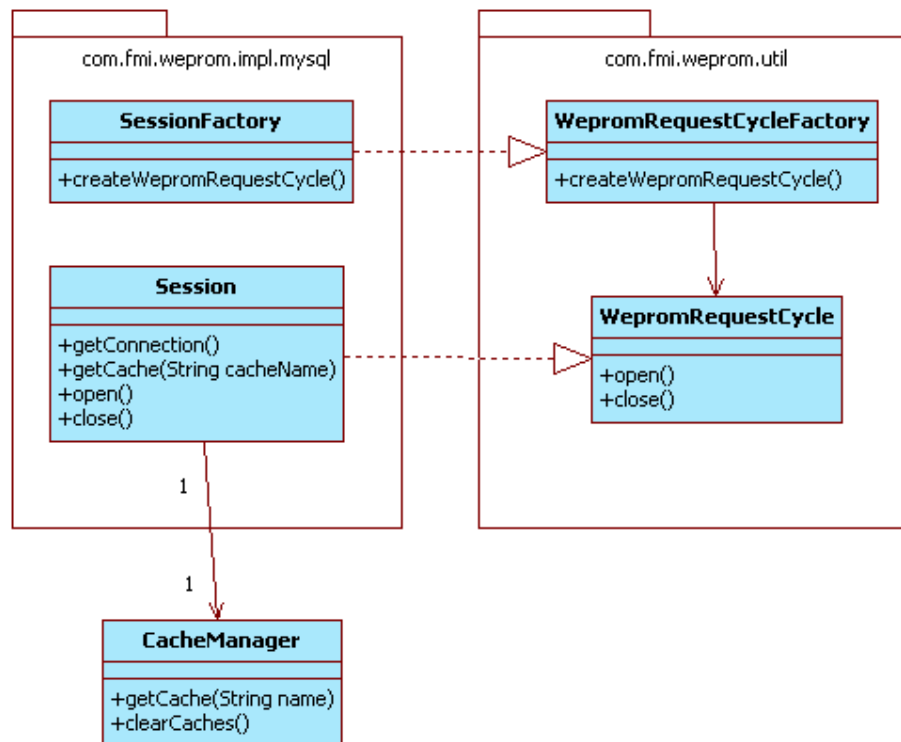 com.fmi.weprom.impl.mysql
SessionFactory
+createWepromRequestCycle()
Session
+getConnection()
+getCache(String cacheName)
+open()
+close()
1
1
CacheManager
+getCache(String name)
+clearCaches()
com.fmi.weprom.util
WepromRequestCycleFactory
+createWepromRequestCycle()
WepromRequestCycle
+open()
+close()